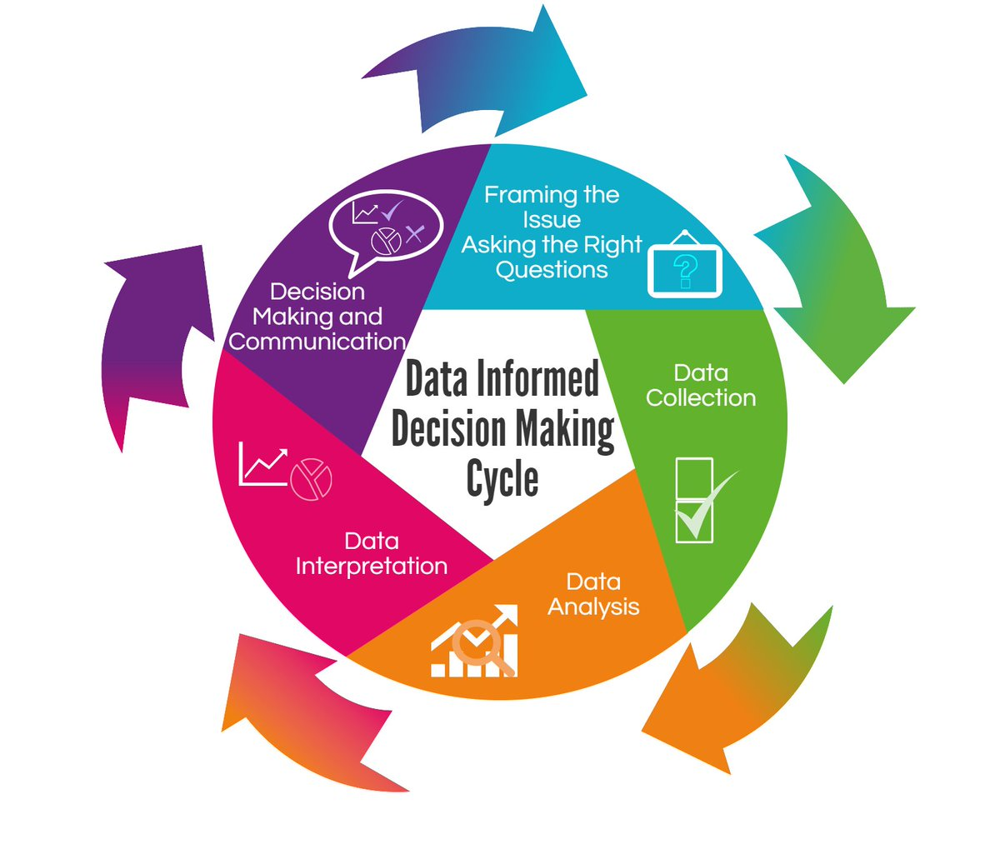 Framing the
Issue
Asking the Right
Questions
?
Decision
Making and
Communication
Data Informed
Decision Making
Cycle
Data
Collection
Data
Interpretation
Data
Analysis